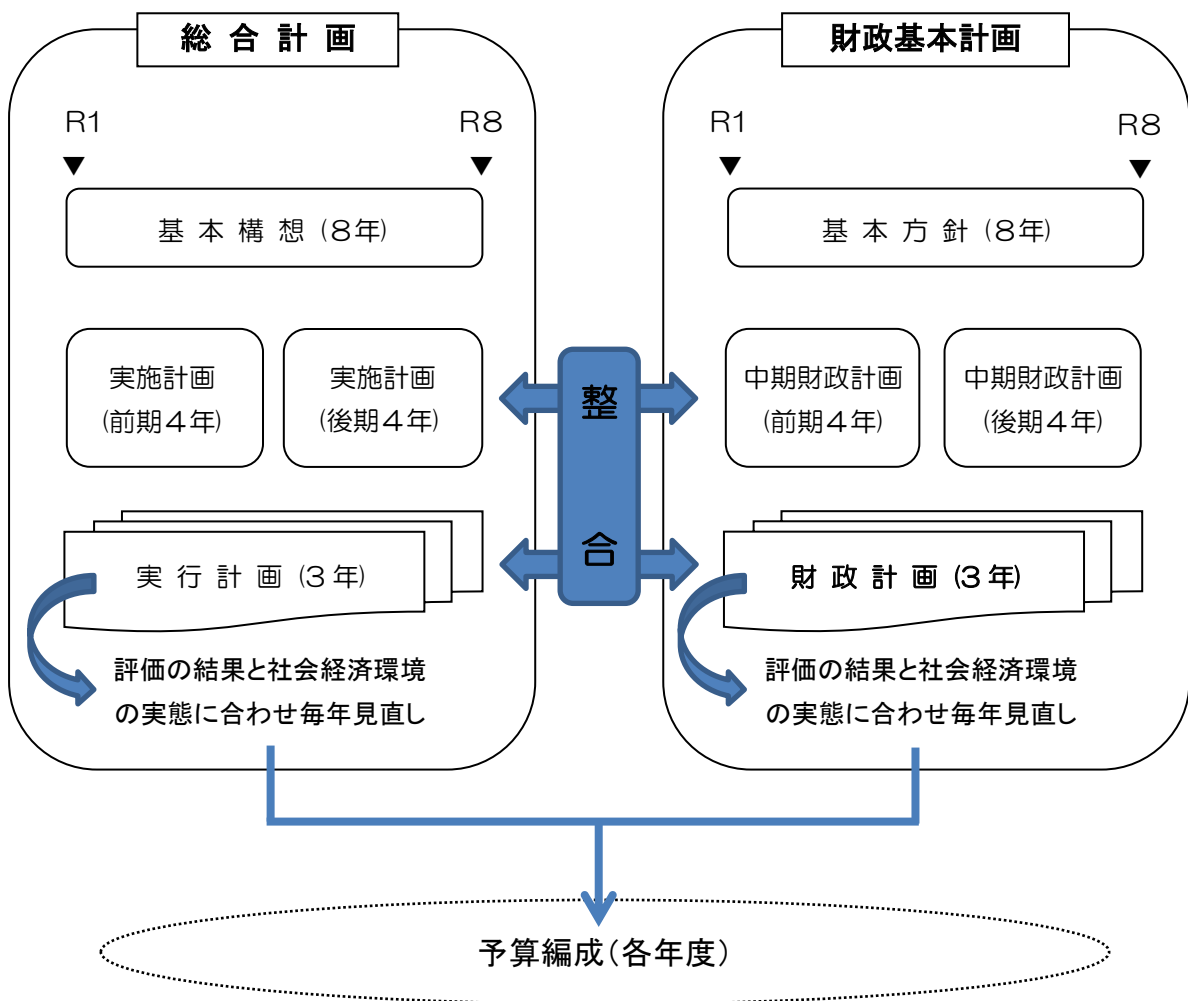 総合計画
R1
R8
▼
▼
基本構想(8年)
実施計画
(前期4年)
実施計画
(後期4年)
実行計画(3年)
評価の結果と社会経済環境
の実態に合わせ毎年見直し
整
合
財政基本計画
R1
R8
▼
▼
基本方針(8年)
中期財政計画
(前期4年)
中期財政計画
(後期4年)
財政計画(3年)
評価の結果と社会経済環境
の実態に合わせ毎年見直し
予算編成(各年度)